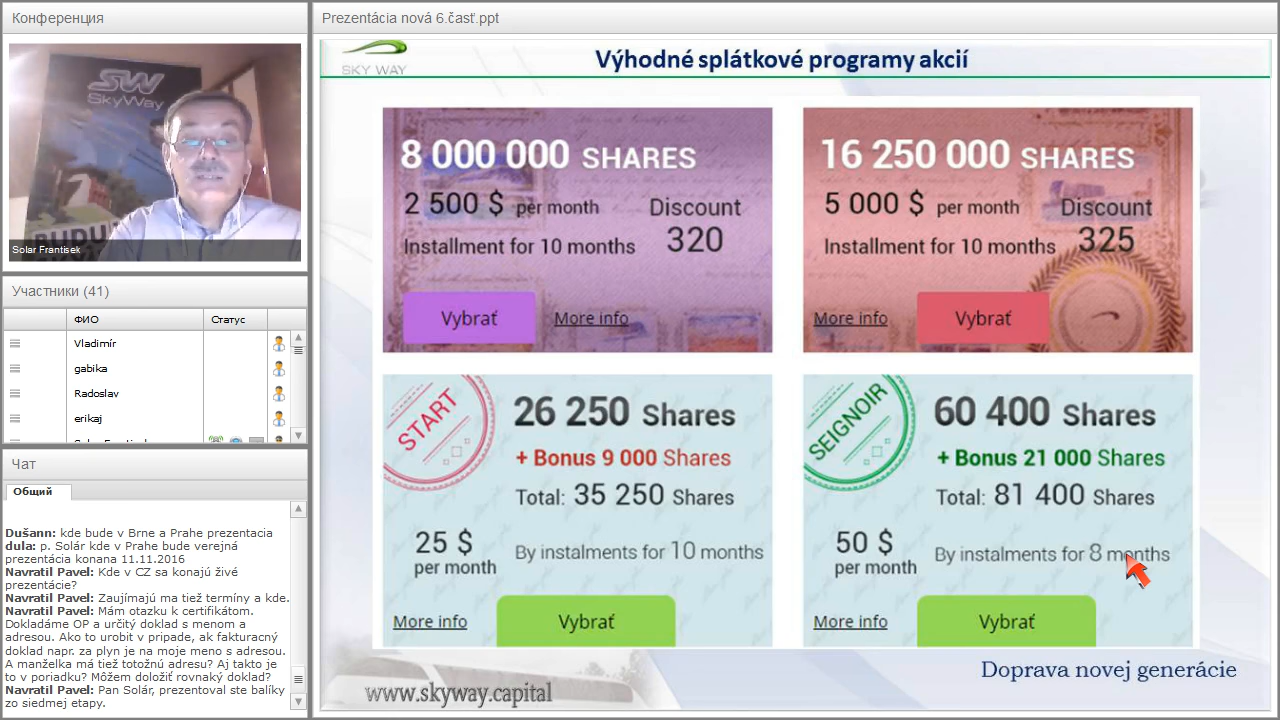 Конференция
SW
SkyWay
Solar Frantisek
Участники (41)
ФИО
Статус
Vladimír
gabika
Radoslav
erikaj
Чат
Общий
Dušann: kde bude v Brne a Prahe prezentacia
dula: p. Solár kde v Prahe bude verejná
prezentácia konana 11.11.2016
Navratil Pavel: Kde v CZ sa konajú živé
prezentácie?
Navratil Pavel: Zaujímajú ma tiež termíny a kde.
Navratil Pavel: Mám otazku k certifikátom.
Dokladáme OP a určitý doklad s menom a
adresou. Ako to urobit v pripade, ak fakturacný
doklad napr. za plyn je na moje meno s adresou.
A manželka má tiež totožnú adresu? Aj takto je
to v poriadku? Môžem doložiť rovnaký doklad?
Navratil Pavel: Pan Solár, prezentoval ste balíky
zo siedmej etapy.
Prezentácia nová 6.časť.ppt
SKY WAY
Výhodné splátkové programy akcií
8 000 000 SHARES
2 500 $ per month
Discount
320
Installment for 10 months
Vybrať
More info
16 250 000 SHARES
5 000 $ per month
Discount
325
Installment for 10 months
More info
Vybrať
START
26 250 Shares
+ Bonus 9 000 Shares
Total: 35 250 Shares
25 $
per month
By instalments for 10 months
More info
Vybrať
SEIGNOIR
60 400 Shares
+ Bonus 21 000 Shares
Total: 81 400 Shares
50 $
per month
By instalments for 8 months
More info
Vybrať
Doprava novej generácie
www.skyway.capital